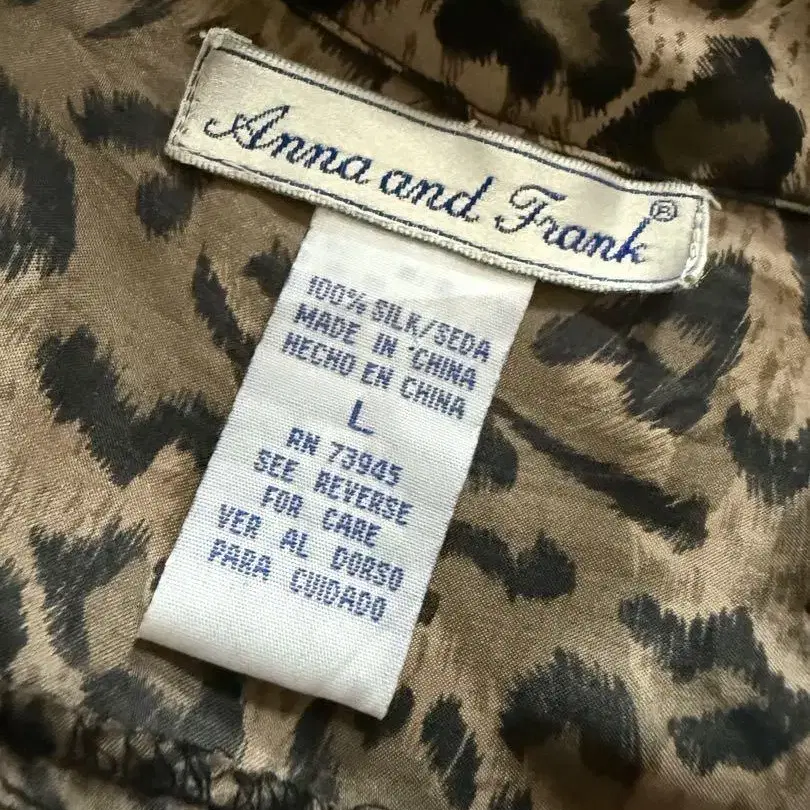 Anna and Frank®
100% SILK/SEDA
MADE IN CHINA
HECHO EN CHINA
L
RN 73945
SEE REVERSE
FOR CARE
VER AL DORSO
PARA CUIDADO